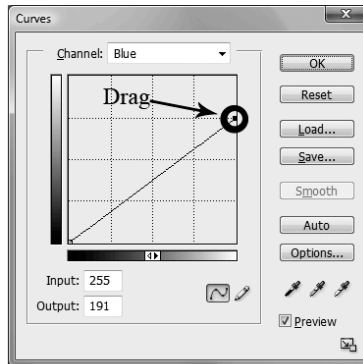 Curves
x
Channel: Blue
Drag
Input: 255
Output: 191
OK
Reset
Load...
Save...
Smooth
Auto
Options...
Preview